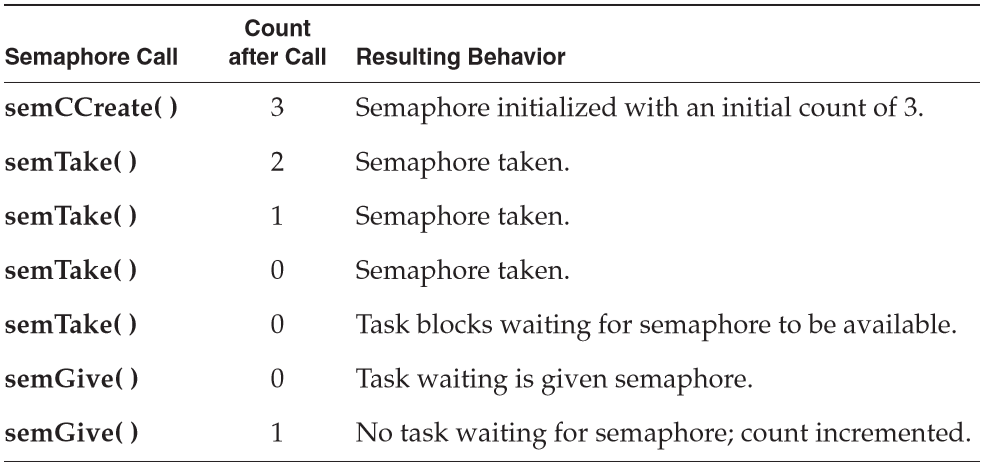 Semaphore Call Count after Call Resulting Behavior
semCCreate( ) 3 Semaphore initialized with an initial count of 3.
semTake( ) 2 Semaphore taken.
semTake( ) 1 Semaphore taken.
semTake( ) 0 Semaphore taken.
semTake( ) 0 Task blocks waiting for semaphore to be available.
semGive( ) 0 Task waiting is given semaphore.
semGive( ) 1 No task waiting for semaphore; count incremented.